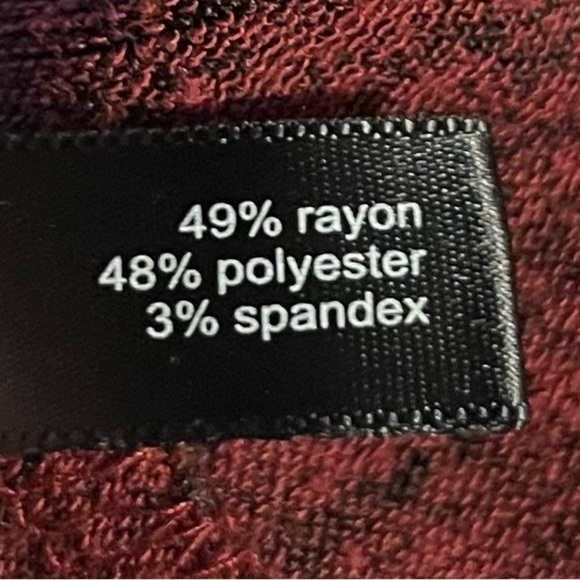 49% rayon
48% polyester
3% spandex